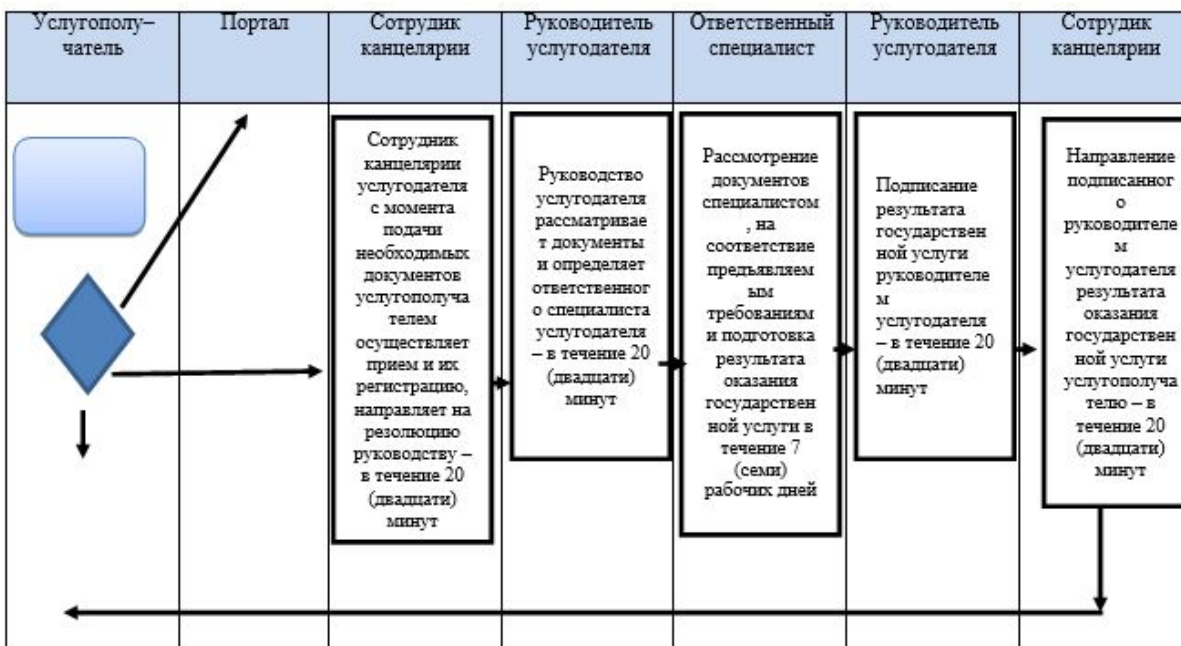 Услугополу–
чатель
Портал
Сотрудик
канцелярии
Руководитель
услугодателя
Ответственный
специалист
Руководитель
услугодателя
Сотрудик
канцелярии
Сотрудник
канцелярии
услугодателя
с момента
подачи
необходимых
документов
услугополуча
телем
осуществляет
прием и их
регистрацию,
направляет на
резолюцию
руководству –
в течение 20
(двадцати)
минут
Руководство
услугодателя
рассматривае
т документы
и определяет
ответственног
о специалиста
услугодателя
– в течение 20
(двадцати)
минут
Рассмотрение
документов
специалистом
, на
соответствие
предъявляем
ым
требованиям
и подготовка
результата
оказания
государствен
ной услуги в
течение 7
(семи)
рабочих дней
Подписание
результата
государствен
ной услуги
руководителе
м
услугодателя
– в течение 20
(двадцати)
минут
Направление
подписанног
о
руководителе
м
услугодателя
результата
оказания
государствен
ной услуги
услугополуча
телю – в
течение 20
(двадцати)
минут